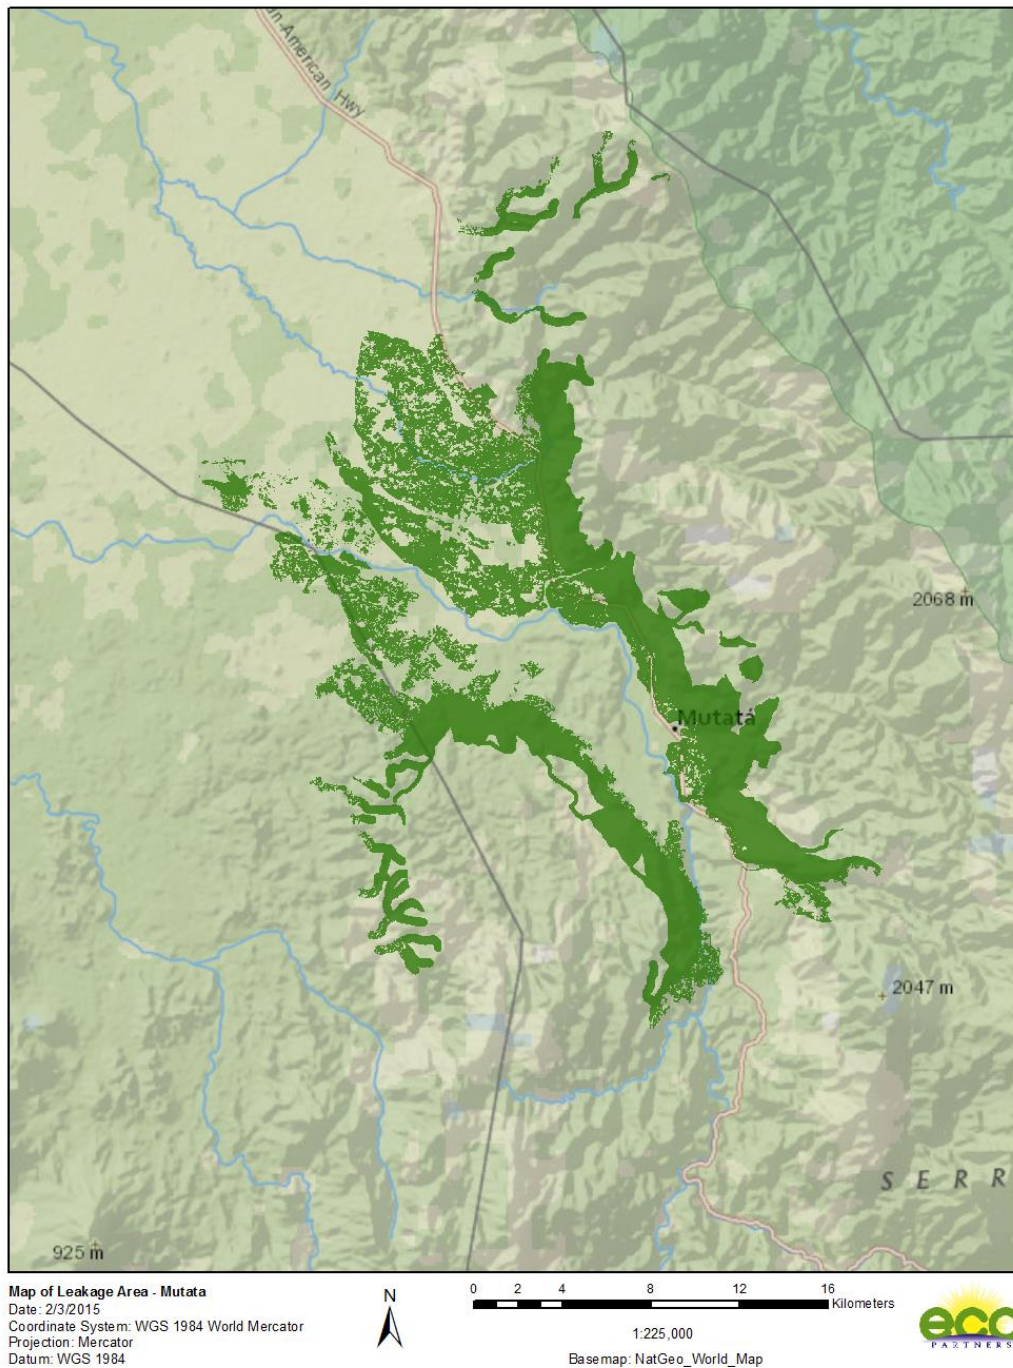 an-American Hwy
2068 m
Mutatá
2047 m
SERR
925 m
Map of Leakage Area - Mutata
Date: 2/3/2015
Coordinate System: WGS 1984 World Mercator
Projection: Mercator
Datum: WGS 1984
N
0 2 4 8 12 16
Kilometers
1:225,000
Basemap: NatGeo_World_Map
eco
PARTNERS